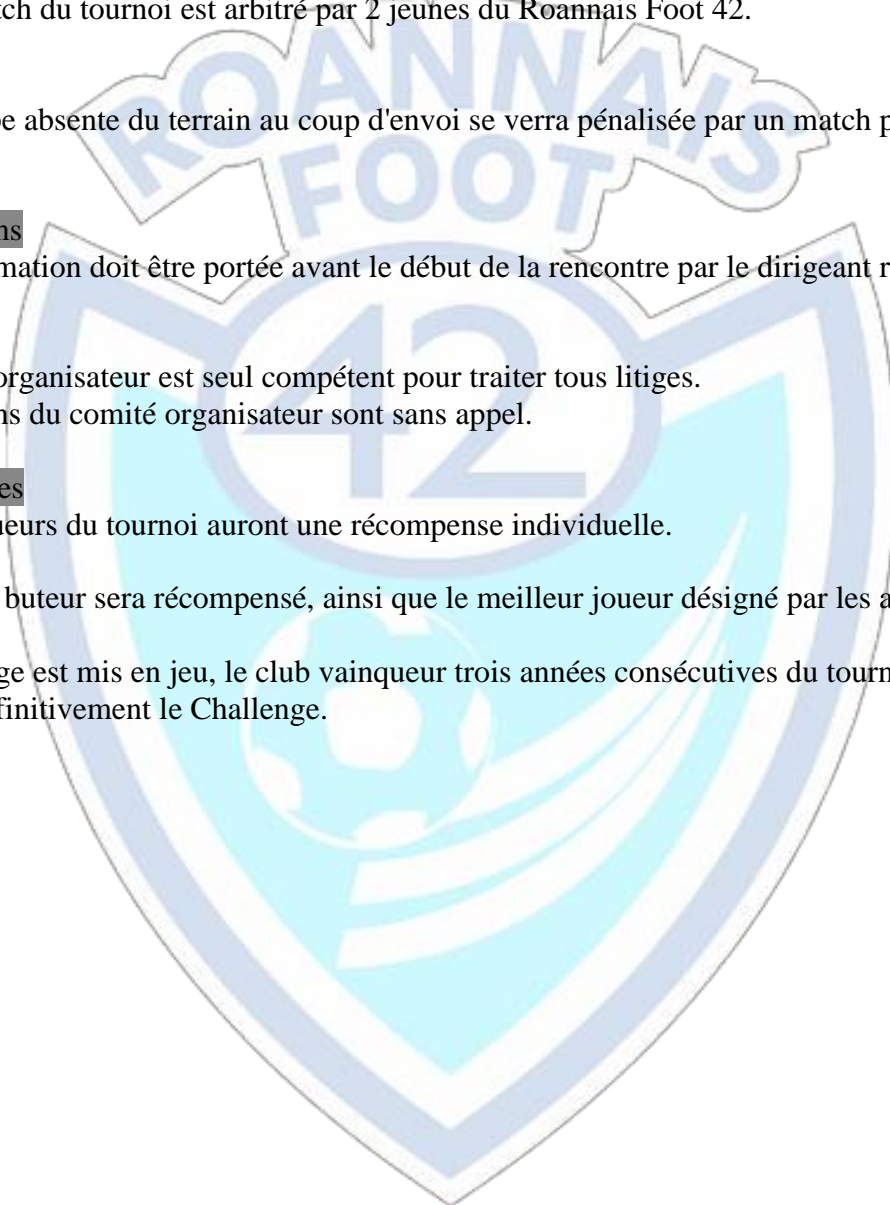 tch du tournoi est arbitré par 2 jeunes du Roannais Foot 42.
ROANNAIS
FOOT
42
e absente du terrain au coup d'envoi se verra pénalisée par un match p
ns
mation doit être portée avant le début de la rencontre par le dirigeant r
organisateur est seul compétent pour traiter tous litiges.
ns du comité organisateur sont sans appel.
es
ueurs du tournoi auront une récompense individuelle.
buteur sera récompensé, ainsi que le meilleur joueur désigné par les a
ge est mis en jeu, le club vainqueur trois années consécutives du tourn
finitivement le Challenge.